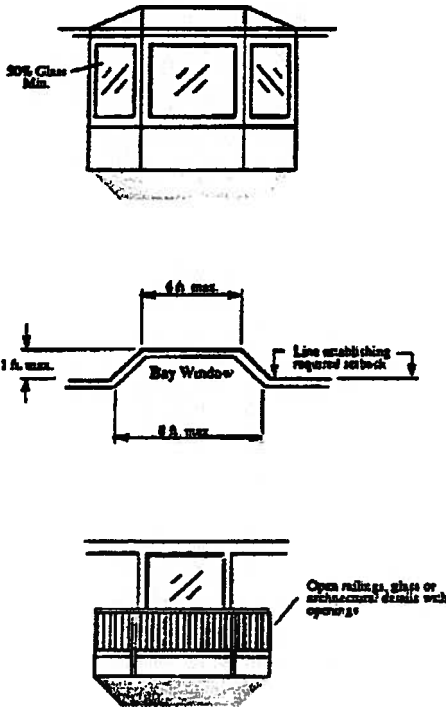 50% Glass
Min.
6 ft. max.
1 ft. max.
Bay Window
Line establishing
required setback
8 ft. max.
Open railings, glass or
architectural details with
openings